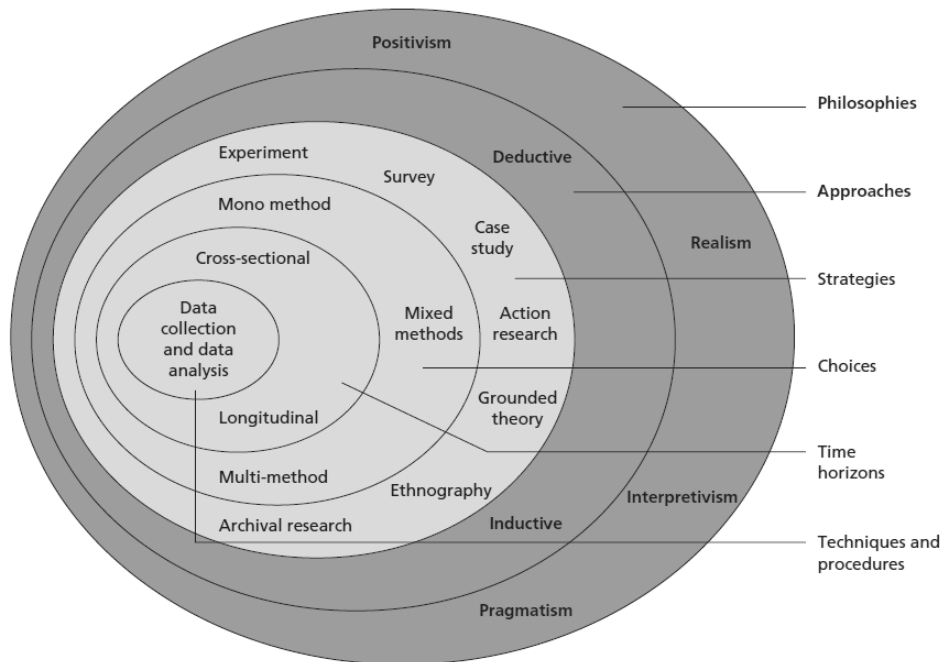 Positivism
Philosophies
Experiment
Deductive
Survey
Approaches
Mono method
Case
study
Realism
Cross-sectional
Strategies
Data
collection
and data
analysis
Mixed
methods
Action
research
Choices
Grounded
theory
Longitudinal
Time
horizons
Multi-method
Ethnography
Interpretivism
Archival research
Inductive
Techniques and
procedures
Pragmatism